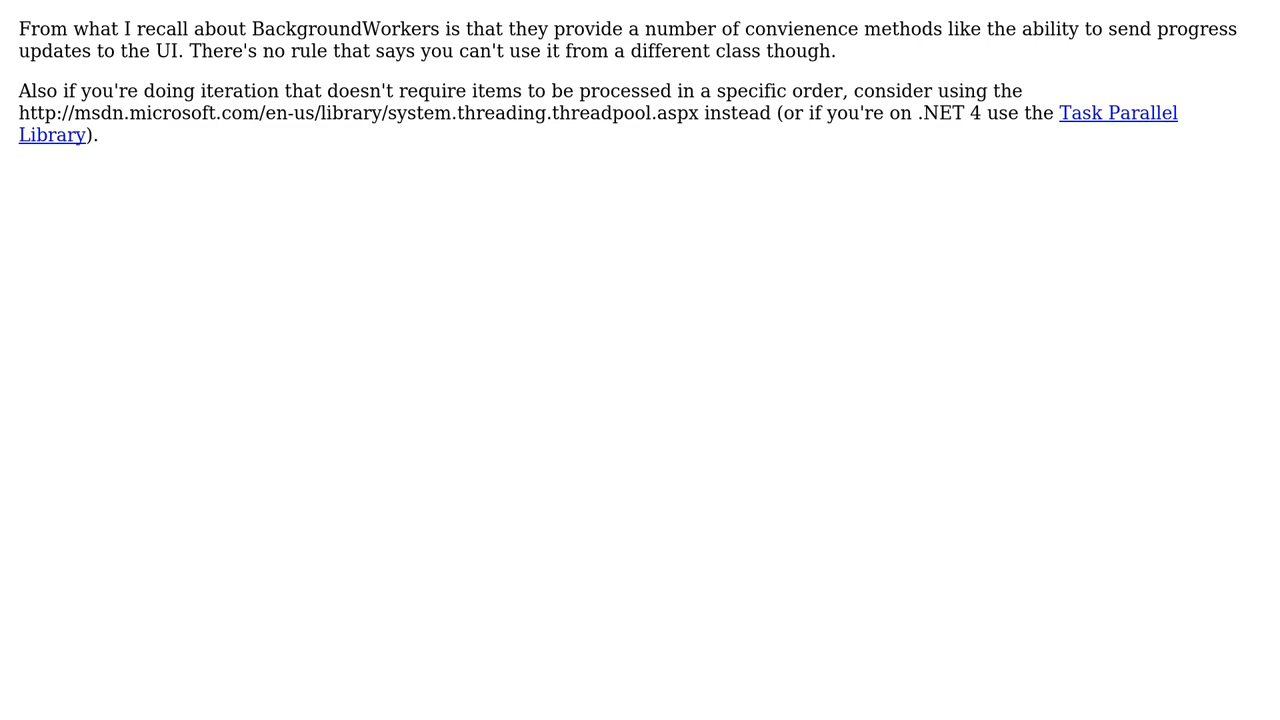 From what I recall about BackgroundWorkers is that they provide a number of convienence methods like the ability to send progress
updates to the UI. There's no rule that says you can't use it from a different class though.
Also if you're doing iteration that doesn't require items to be processed in a specific order, consider using the
http://msdn.microsoft.com/en-us/library/system.threading.threadpool.aspx instead (or if you're on .NET 4 use the Task Parallel
Library).